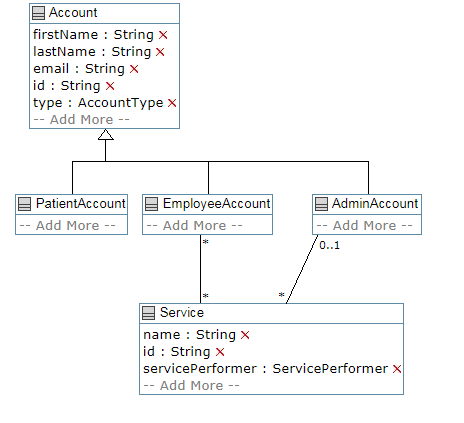 Account
firstName : String ×
lastName : String ×
email : String ×
id : String ×
type : AccountType ×
-- Add More --
PatientAccount
-- Add More --
EmployeeAccount
-- Add More --
AdminAccount
-- Add More --
*
0..1
*
*
Service
name : String ×
id : String ×
servicePerformer : ServicePerformer ×
-- Add More --